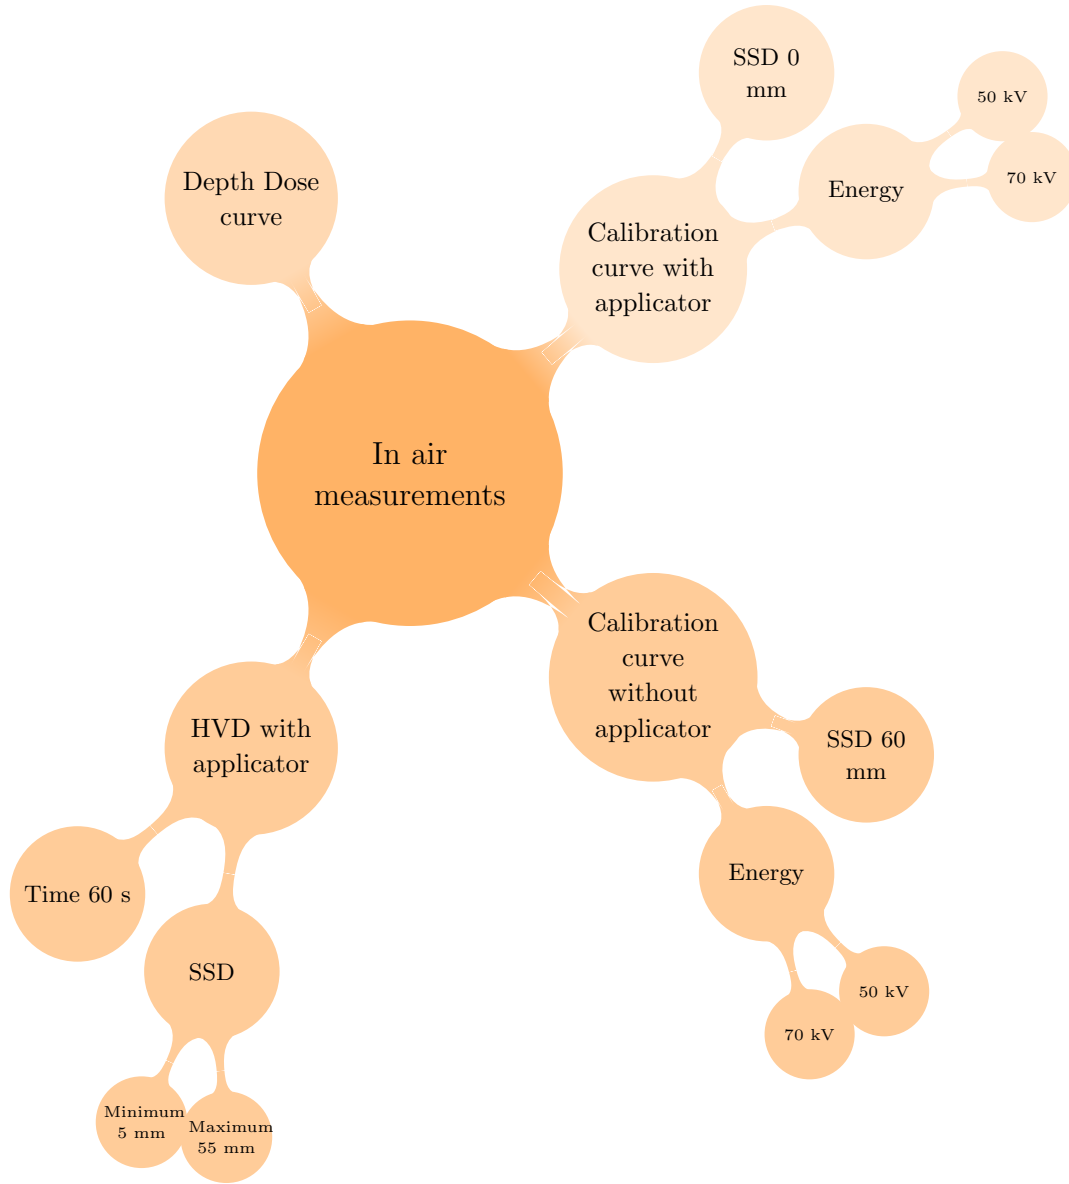 SSD 0
mm
50 kV
70 kV
Energy
Depth Dose
curve
Calibration
curve with
applicator
In air
measurements
Calibration
curve
without
applicator
SSD 60
mm
HVD with
applicator
Energy
Time 60 s
SSD
50 kV
70 kV
Minimum
5 mm
Maximum
55 mm